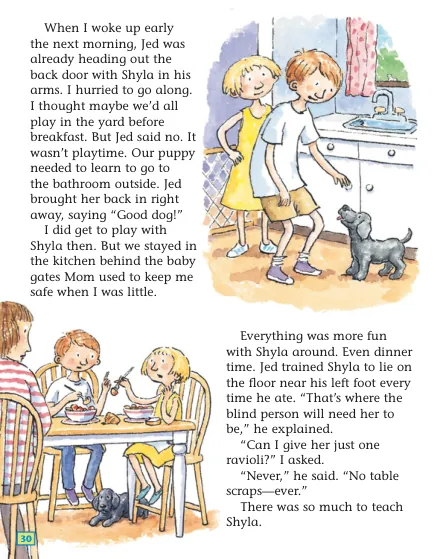 When I woke up early
the next morning, Jed was
already heading out the
back door with Shyla in his
arms. I hurried to go along.
I thought maybe we’d all
play in the yard before
breakfast. But Jed said no. It
wasn’t playtime. Our puppy
needed to learn to go to
the bathroom outside. Jed
brought her back in right
away, saying “Good dog!”
I did get to play with
Shyla then. But we stayed in
the kitchen behind the baby
gates Mom used to keep me
safe when I was little.
Everything was more fun
with Shyla around. Even dinner
time. Jed trained Shyla to lie on
the floor near his left foot every
time he ate. “That’s where the
blind person will need her to
be,” he explained.
“Can I give her just one
ravioli?” I asked.
“Never,” he said. “No table
scraps—ever.”
There was so much to teach
Shyla.
30